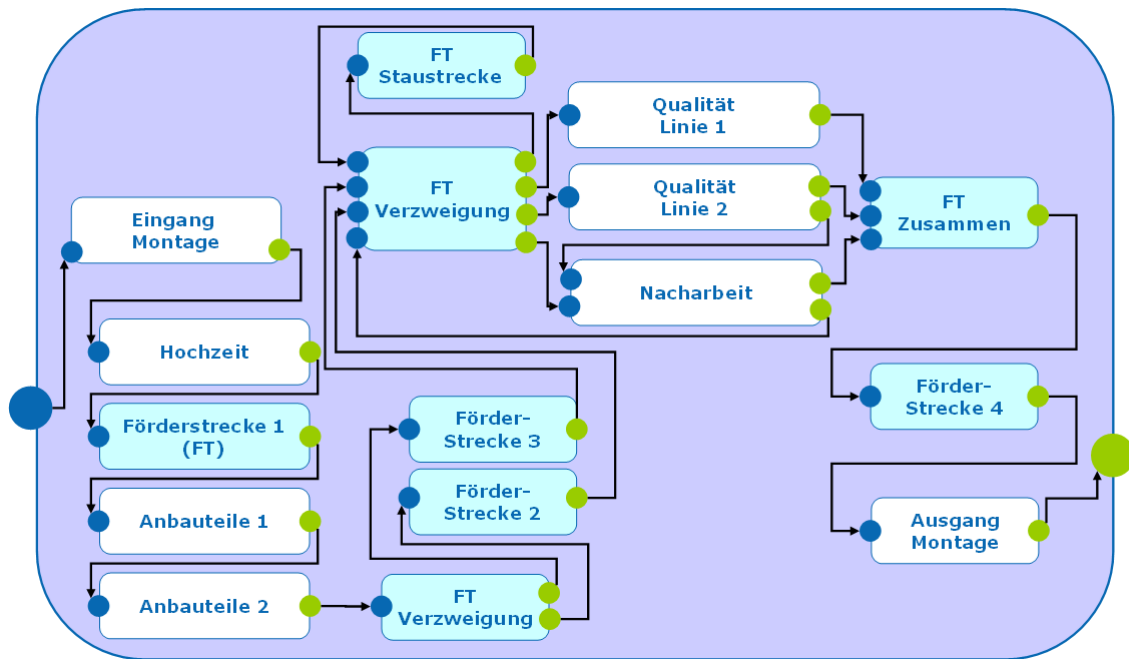 FT
Staustrecke
Qualität
Linie 1
FT
Verzweigung
Qualität
Linie 2
FT
Zusammen
Eingang
Montage
Nacharbeit
Hochzeit
Förder-
Strecke 4
Förderstrecke 1
(FT)
Förder-
Strecke 3
Förder-
Strecke 2
Anbauteile 1
Ausgang
Montage
Anbauteile 2
FT
Verzweigung